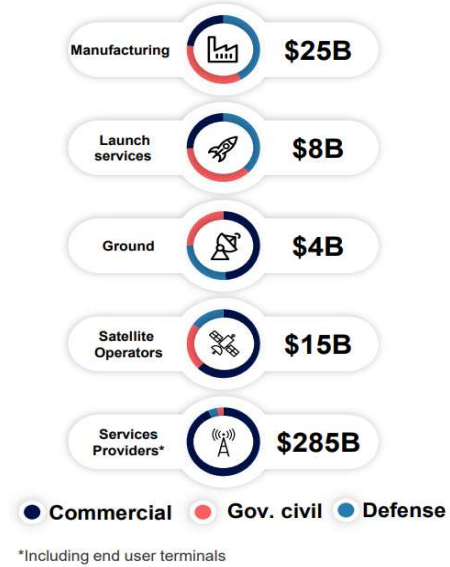 Manufacturing $25B
Launch
services
$8B
Ground $4B
Satellite
Operators
$15B
Services
Providers*
$285B
Commercial Gov. civil Defense
*Including end user terminals